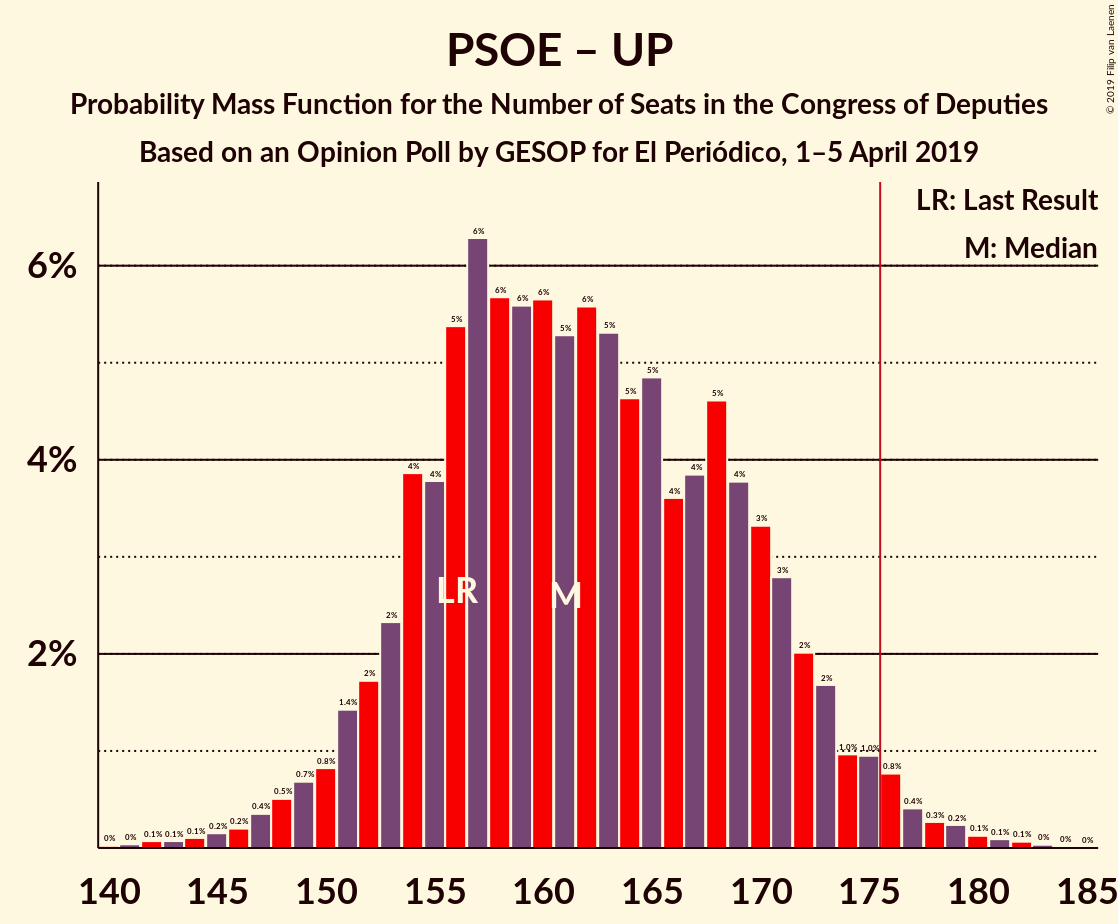 PSOE – UP
Probability Mass Function for the Number of Seats in the Congress of Deputies
Based on an Opinion Poll by GESOP for El Periódico, 1–5 April 2019
© 2019 Filip van Laenen
LR: Last Result
M: Median
6%
4%
2%
0% 0% 0.1% 0.1% 0.1% 0.2% 0.2% 0.4% 0.5% 0.7% 0.8% 1.4% 2% 2% 4% 4% 5% 6% 6% 6% 6% 5% 6% 5% 5% 5% 4% 4% 5% 4% 3% 3% 2% 2% 1.0% 1.0% 0.8% 0.4% 0.3% 0.2% 0.1% 0.1% 0.1% 0% 0% 0%
LR M
140 145 150 155 160 165 170 175 180 185